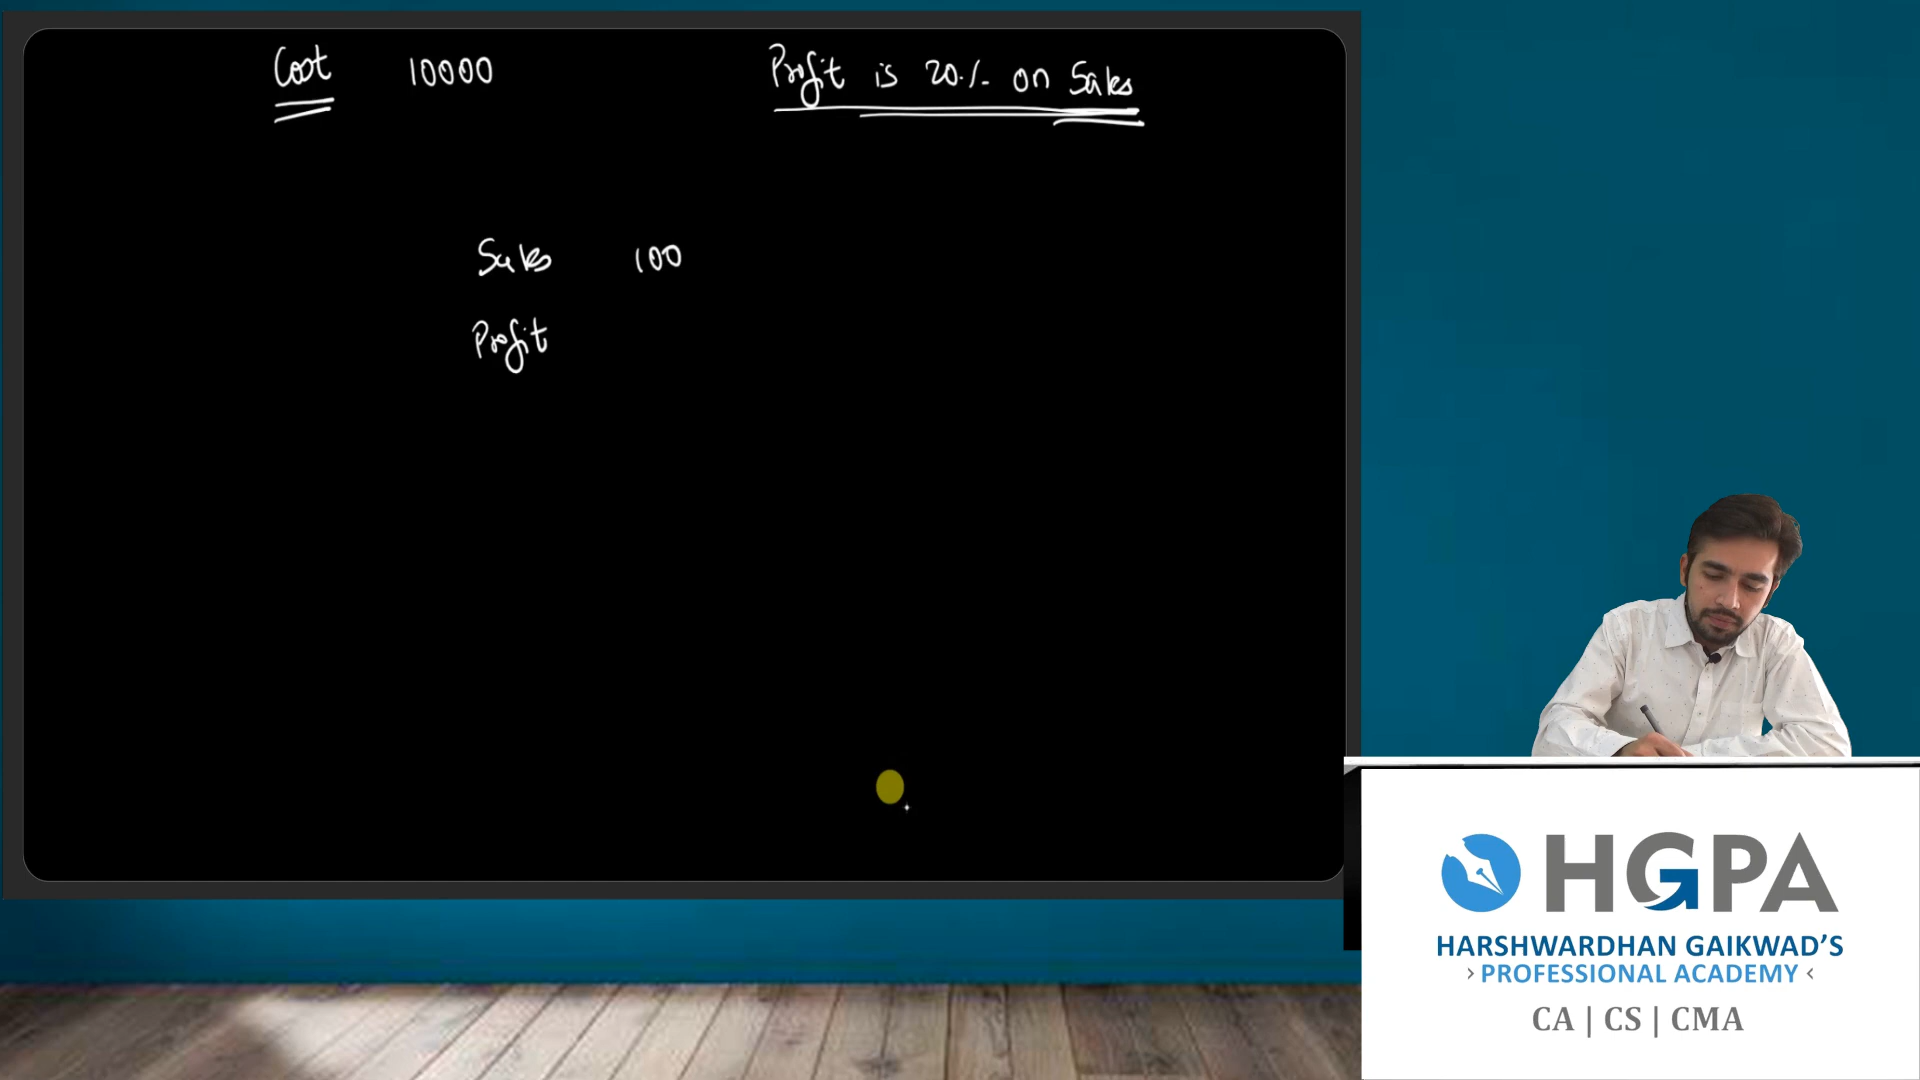 Cost 10000 Profit is 20% on Sales
Sales 100
Profit
HGPA
HARSHWARDHAN GAIKWAD'S
› PROFESSIONAL ACADEMY ‹
CA | CS | CMA